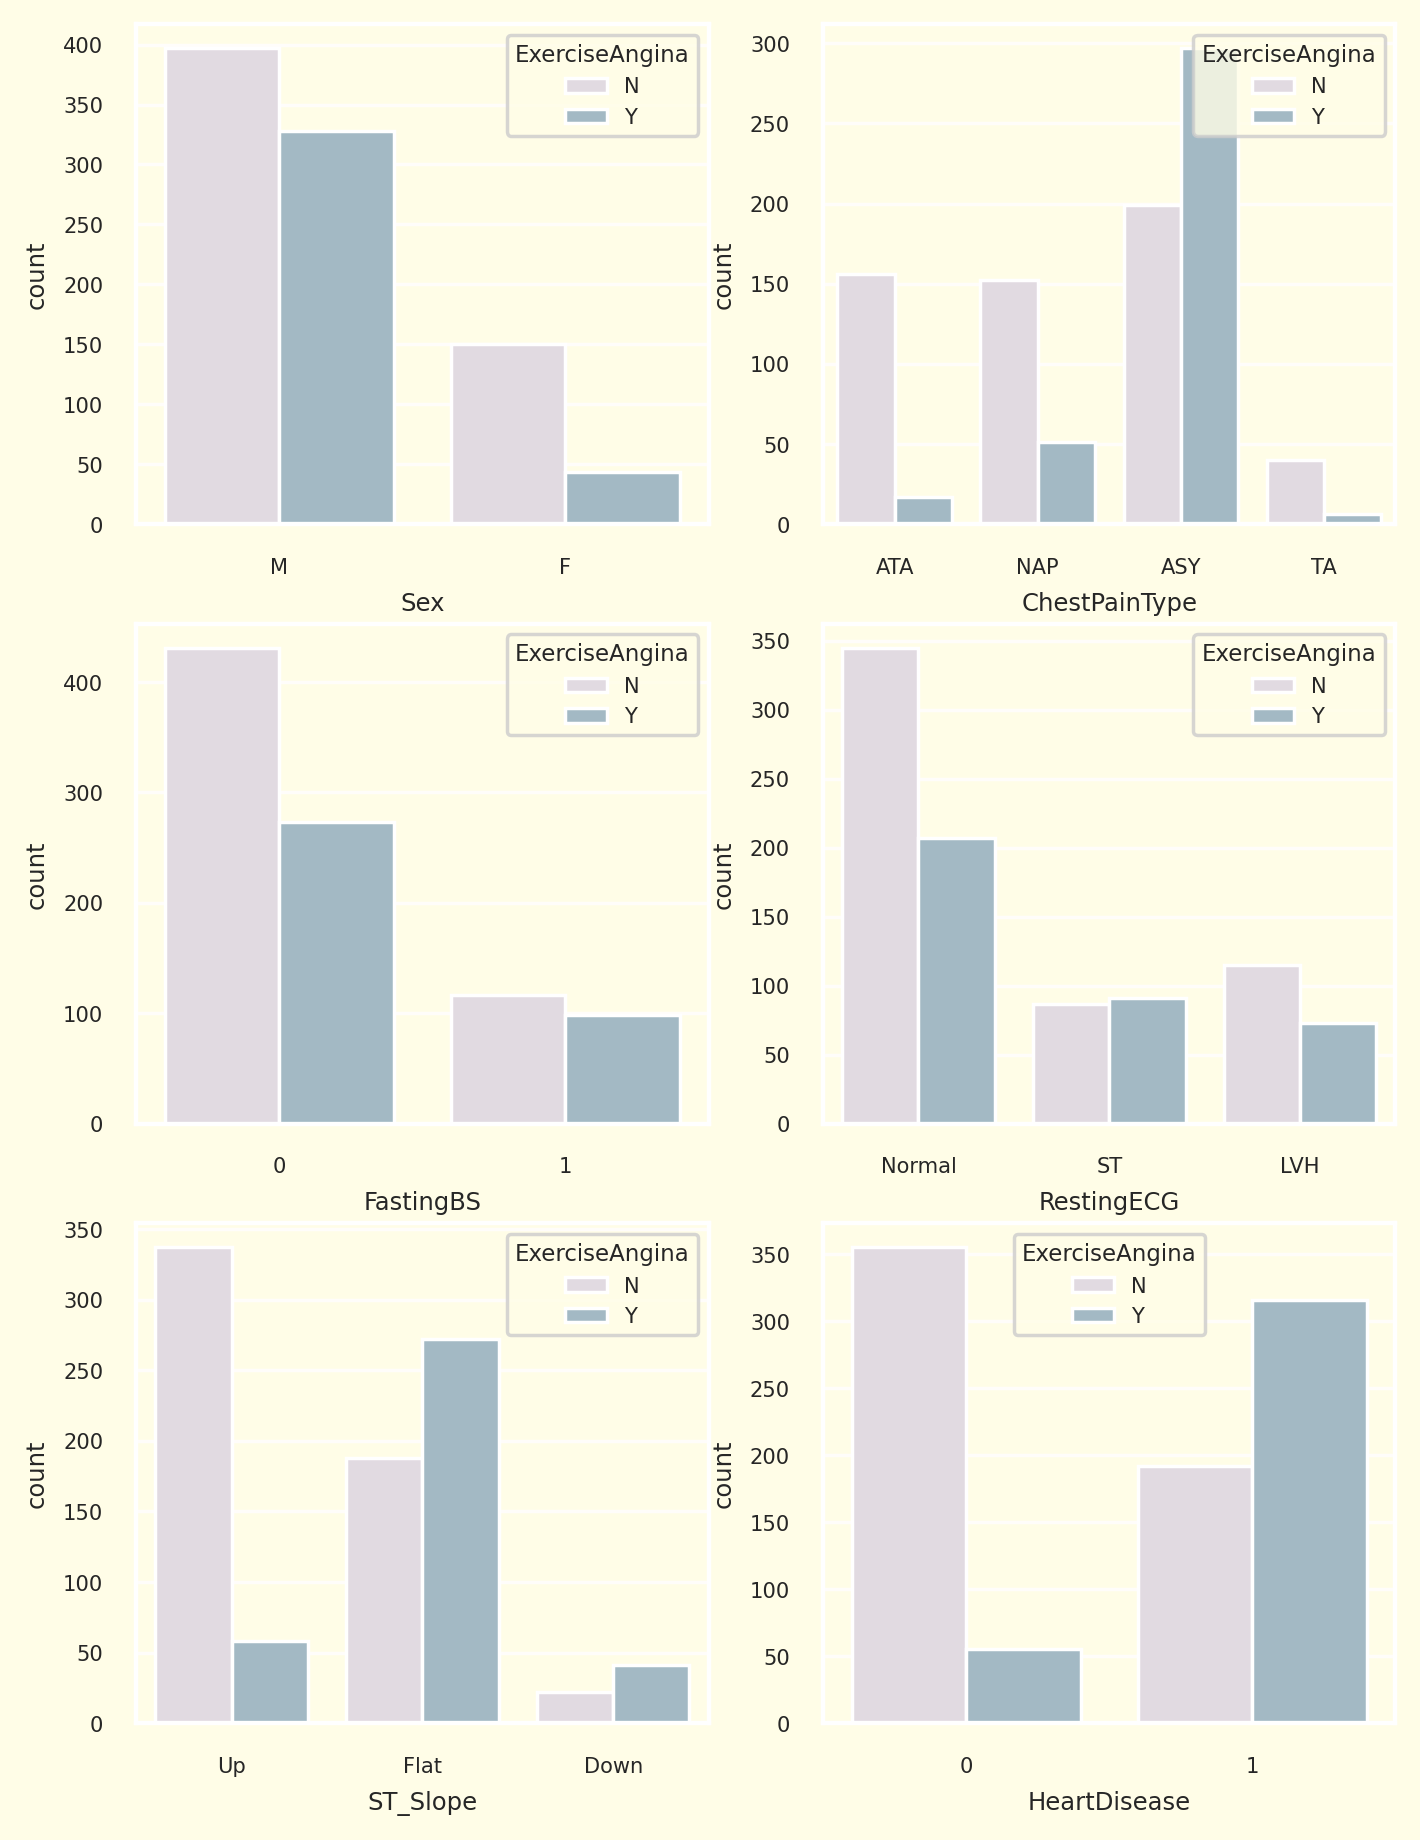 400
350
300
250
200
150
100
50
0
count
M F
Sex
ExerciseAngina
N
Y
300
250
200
150
100
50
0
count
ATA NAP ASY TA
ChestPainType
ExerciseAngina
N
Y
400
300
200
100
0
count
0 1
FastingBS
ExerciseAngina
N
Y
350
300
250
200
150
100
50
0
count
Normal ST LVH
RestingECG
ExerciseAngina
N
Y
350
300
250
200
150
100
50
0
count
Up Flat Down
ST_Slope
ExerciseAngina
N
Y
350
300
250
200
150
100
50
0
count
0 1
HeartDisease
ExerciseAngina
N
Y